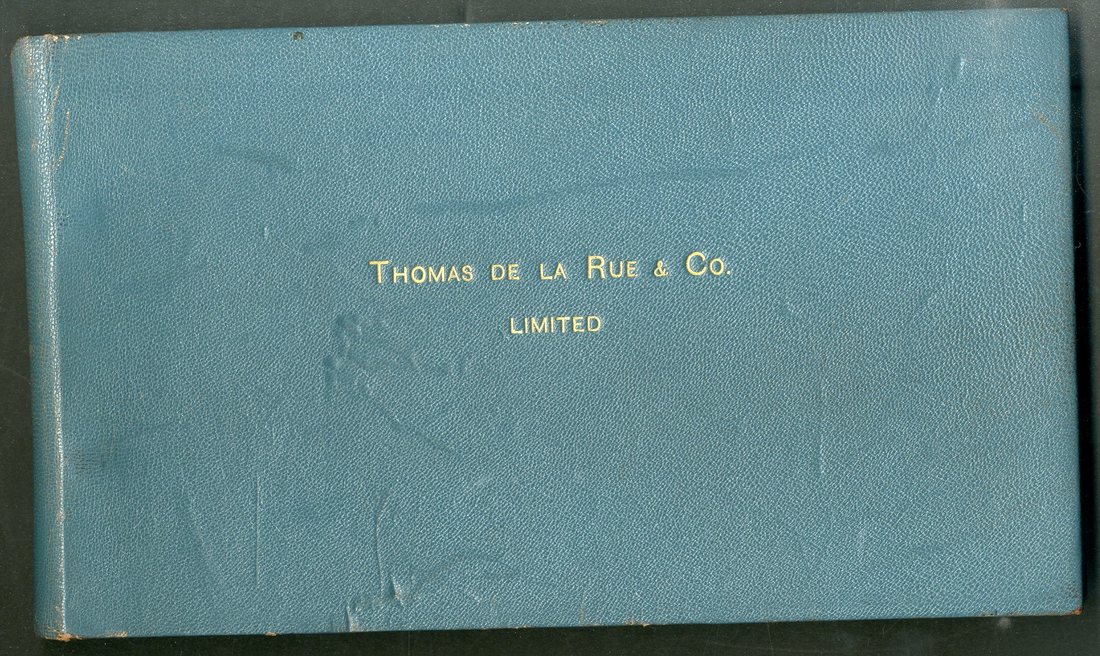 Thomas de la Rue & Co.
Limited